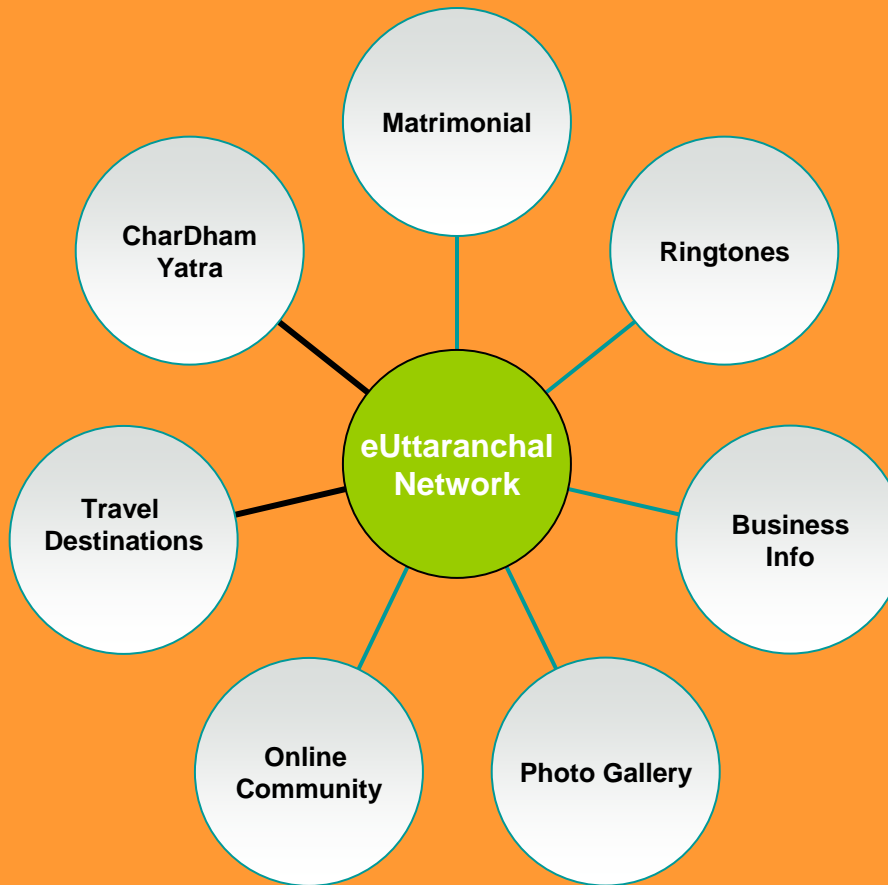 Matrimonial
CharDham
Yatra
Ringtones
eUttaranchal
Network
Travel
Destinations
Business
Info
Online
Community
Photo Gallery